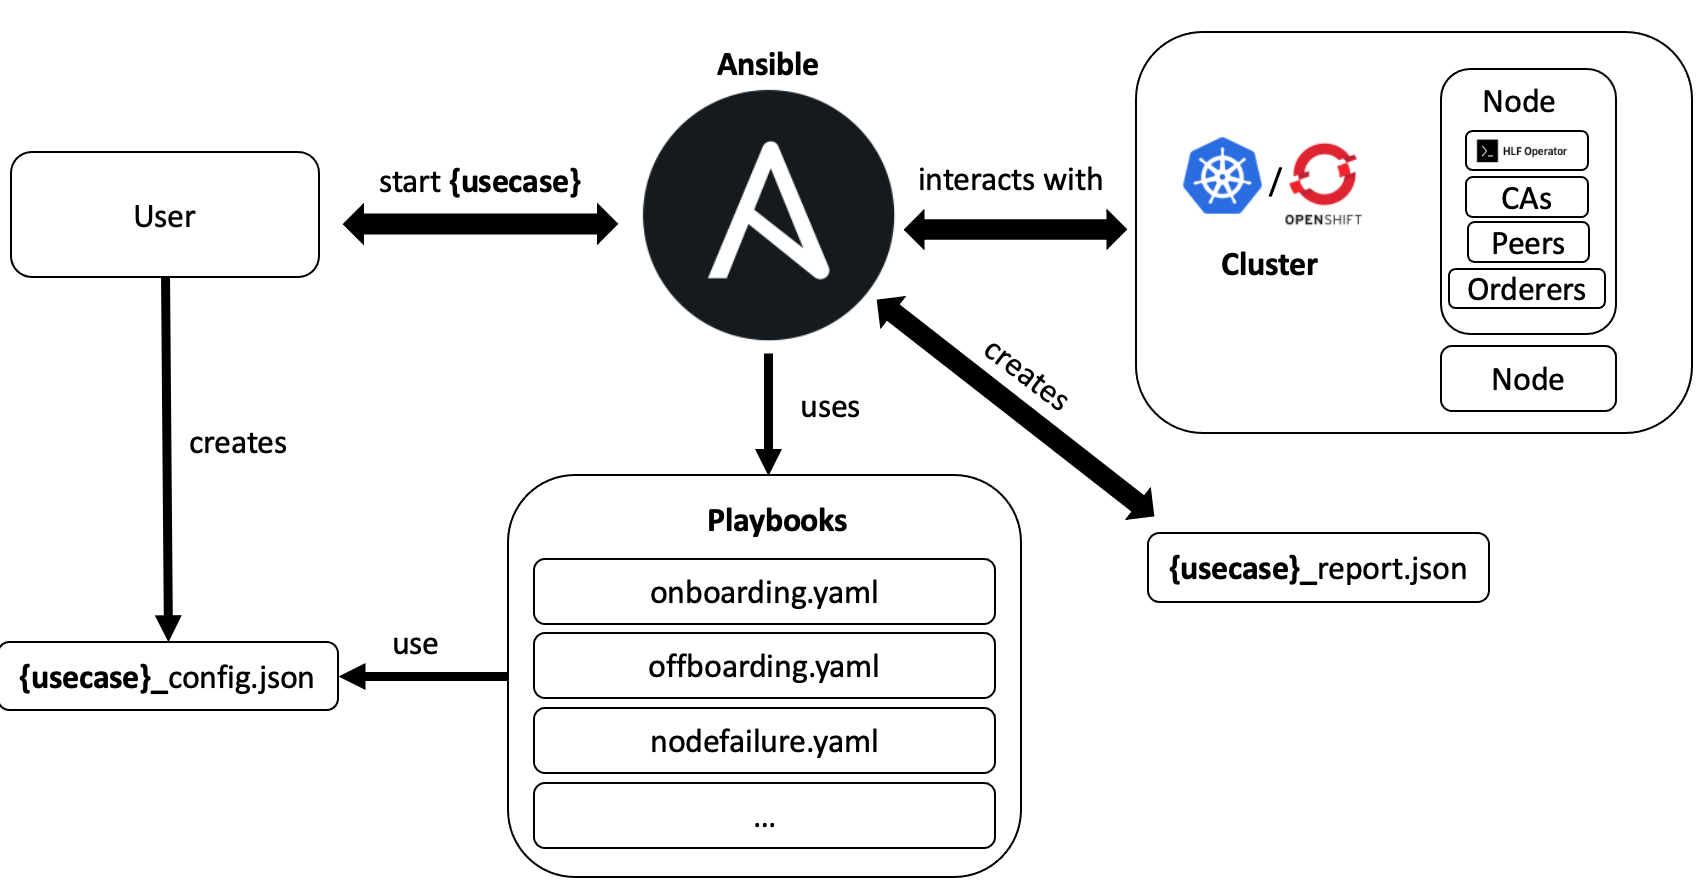 Ansible
User
start {usecase}
interacts with
/
OPENSHIFT
Cluster
Node
HLF Operator
CAs
Peers
Orderers
Node
creates
uses
creates
Playbooks
onboarding.yaml
offboarding.yaml
nodefailure.yaml
...
{usecase}_report.json
use
{usecase}_config.json